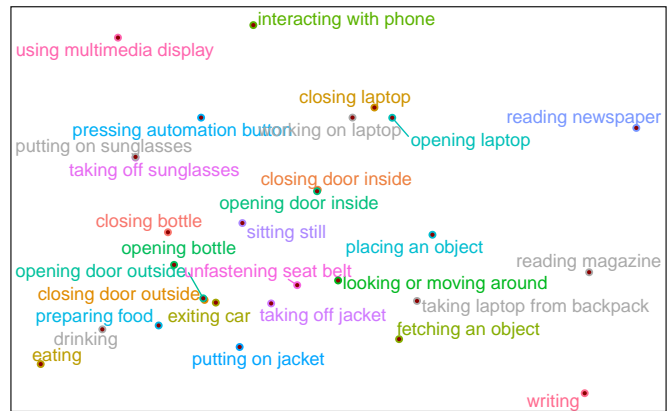 interacting with phone
using multimedia display
closing laptop
reading newspaper
pressing automation button
working on laptop
opening laptop
putting on sunglasses
taking off sunglasses
closing door inside
opening door inside
closing bottle
sitting still
placing an object
opening bottle
reading magazine
opening door outside
unfastening seat belt
looking or moving around
closing door outside
taking laptop from backpack
preparing food
exiting car
taking off jacket
drinking
fetching an object
eating
putting on jacket
writing